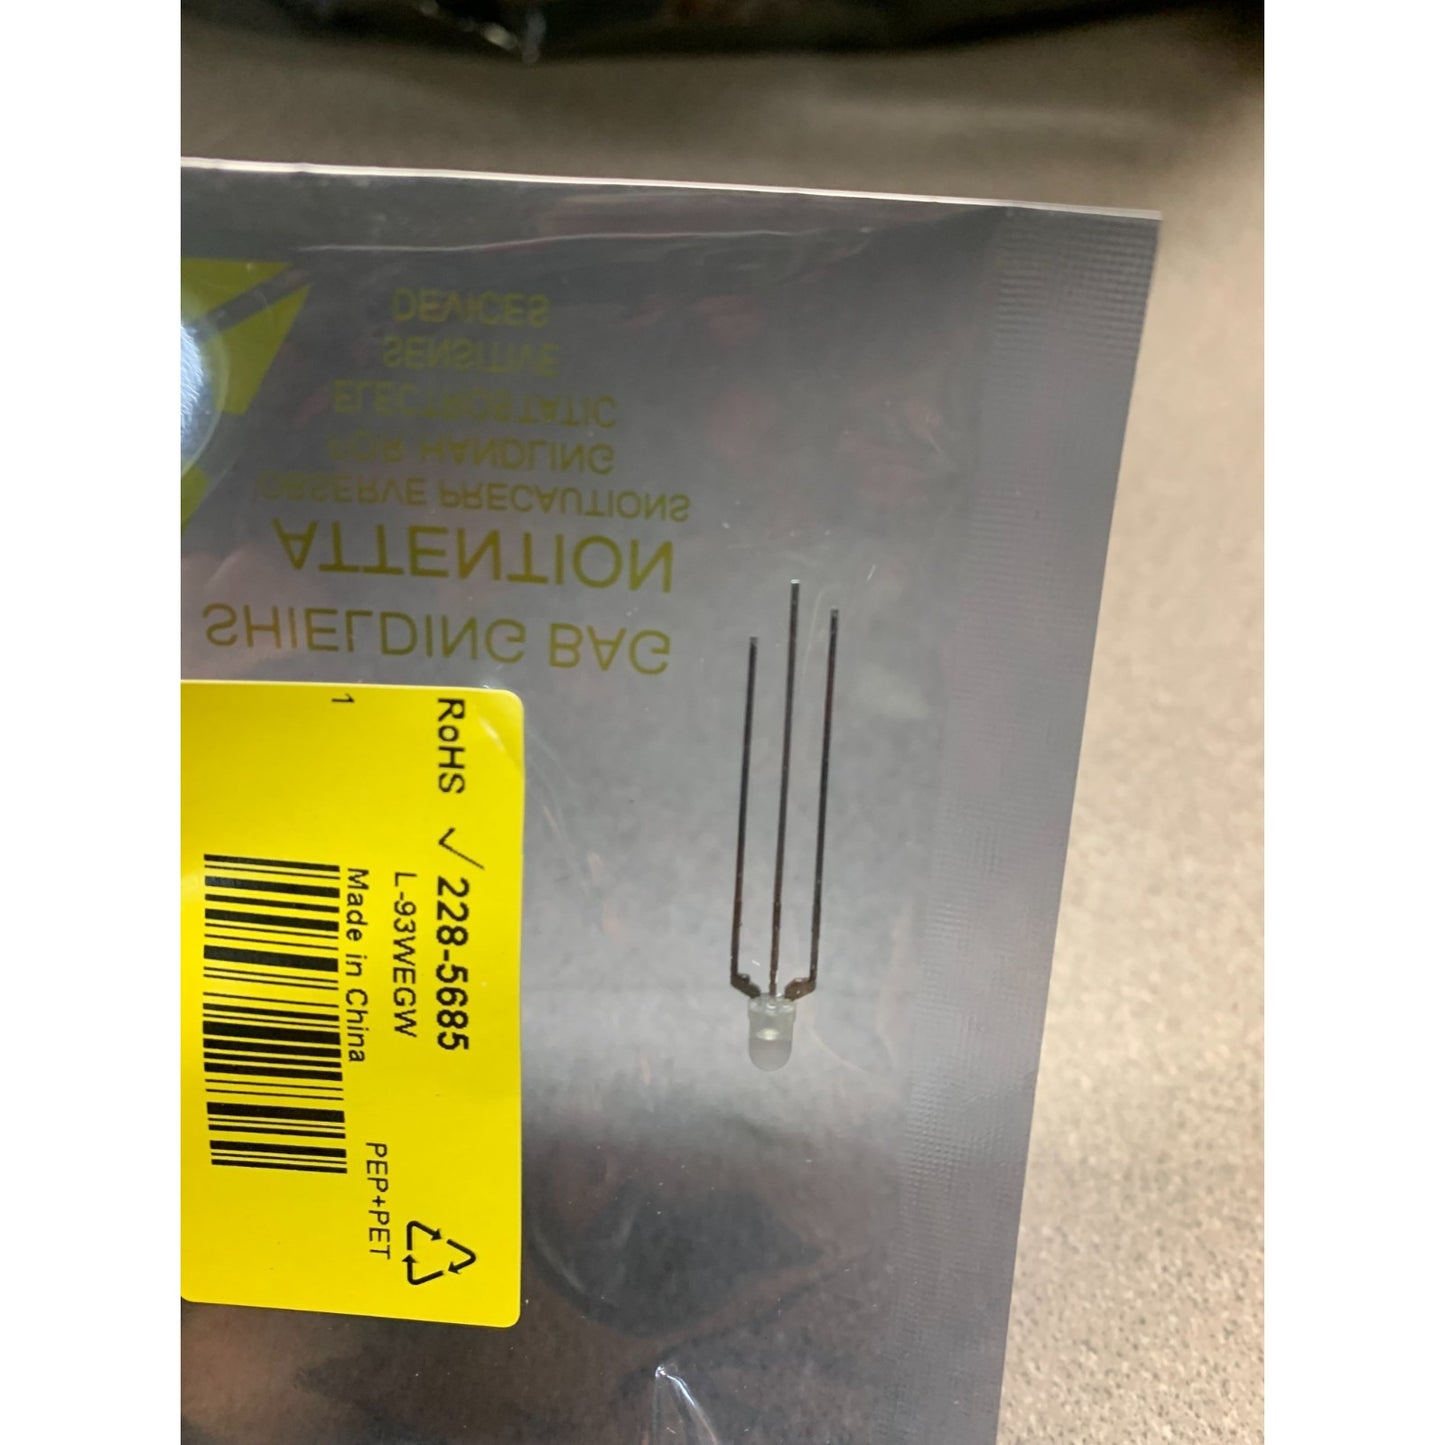 SHIELDING BAG
ATTENTION
OBSERVE PRECAUTIONS
FOR HANDLING
ELECTROSTATIC
SENSITIVE
DEVICES
RoHS ✓ 228-5685
L-93WEGW
1
Made in China
PEP+PET